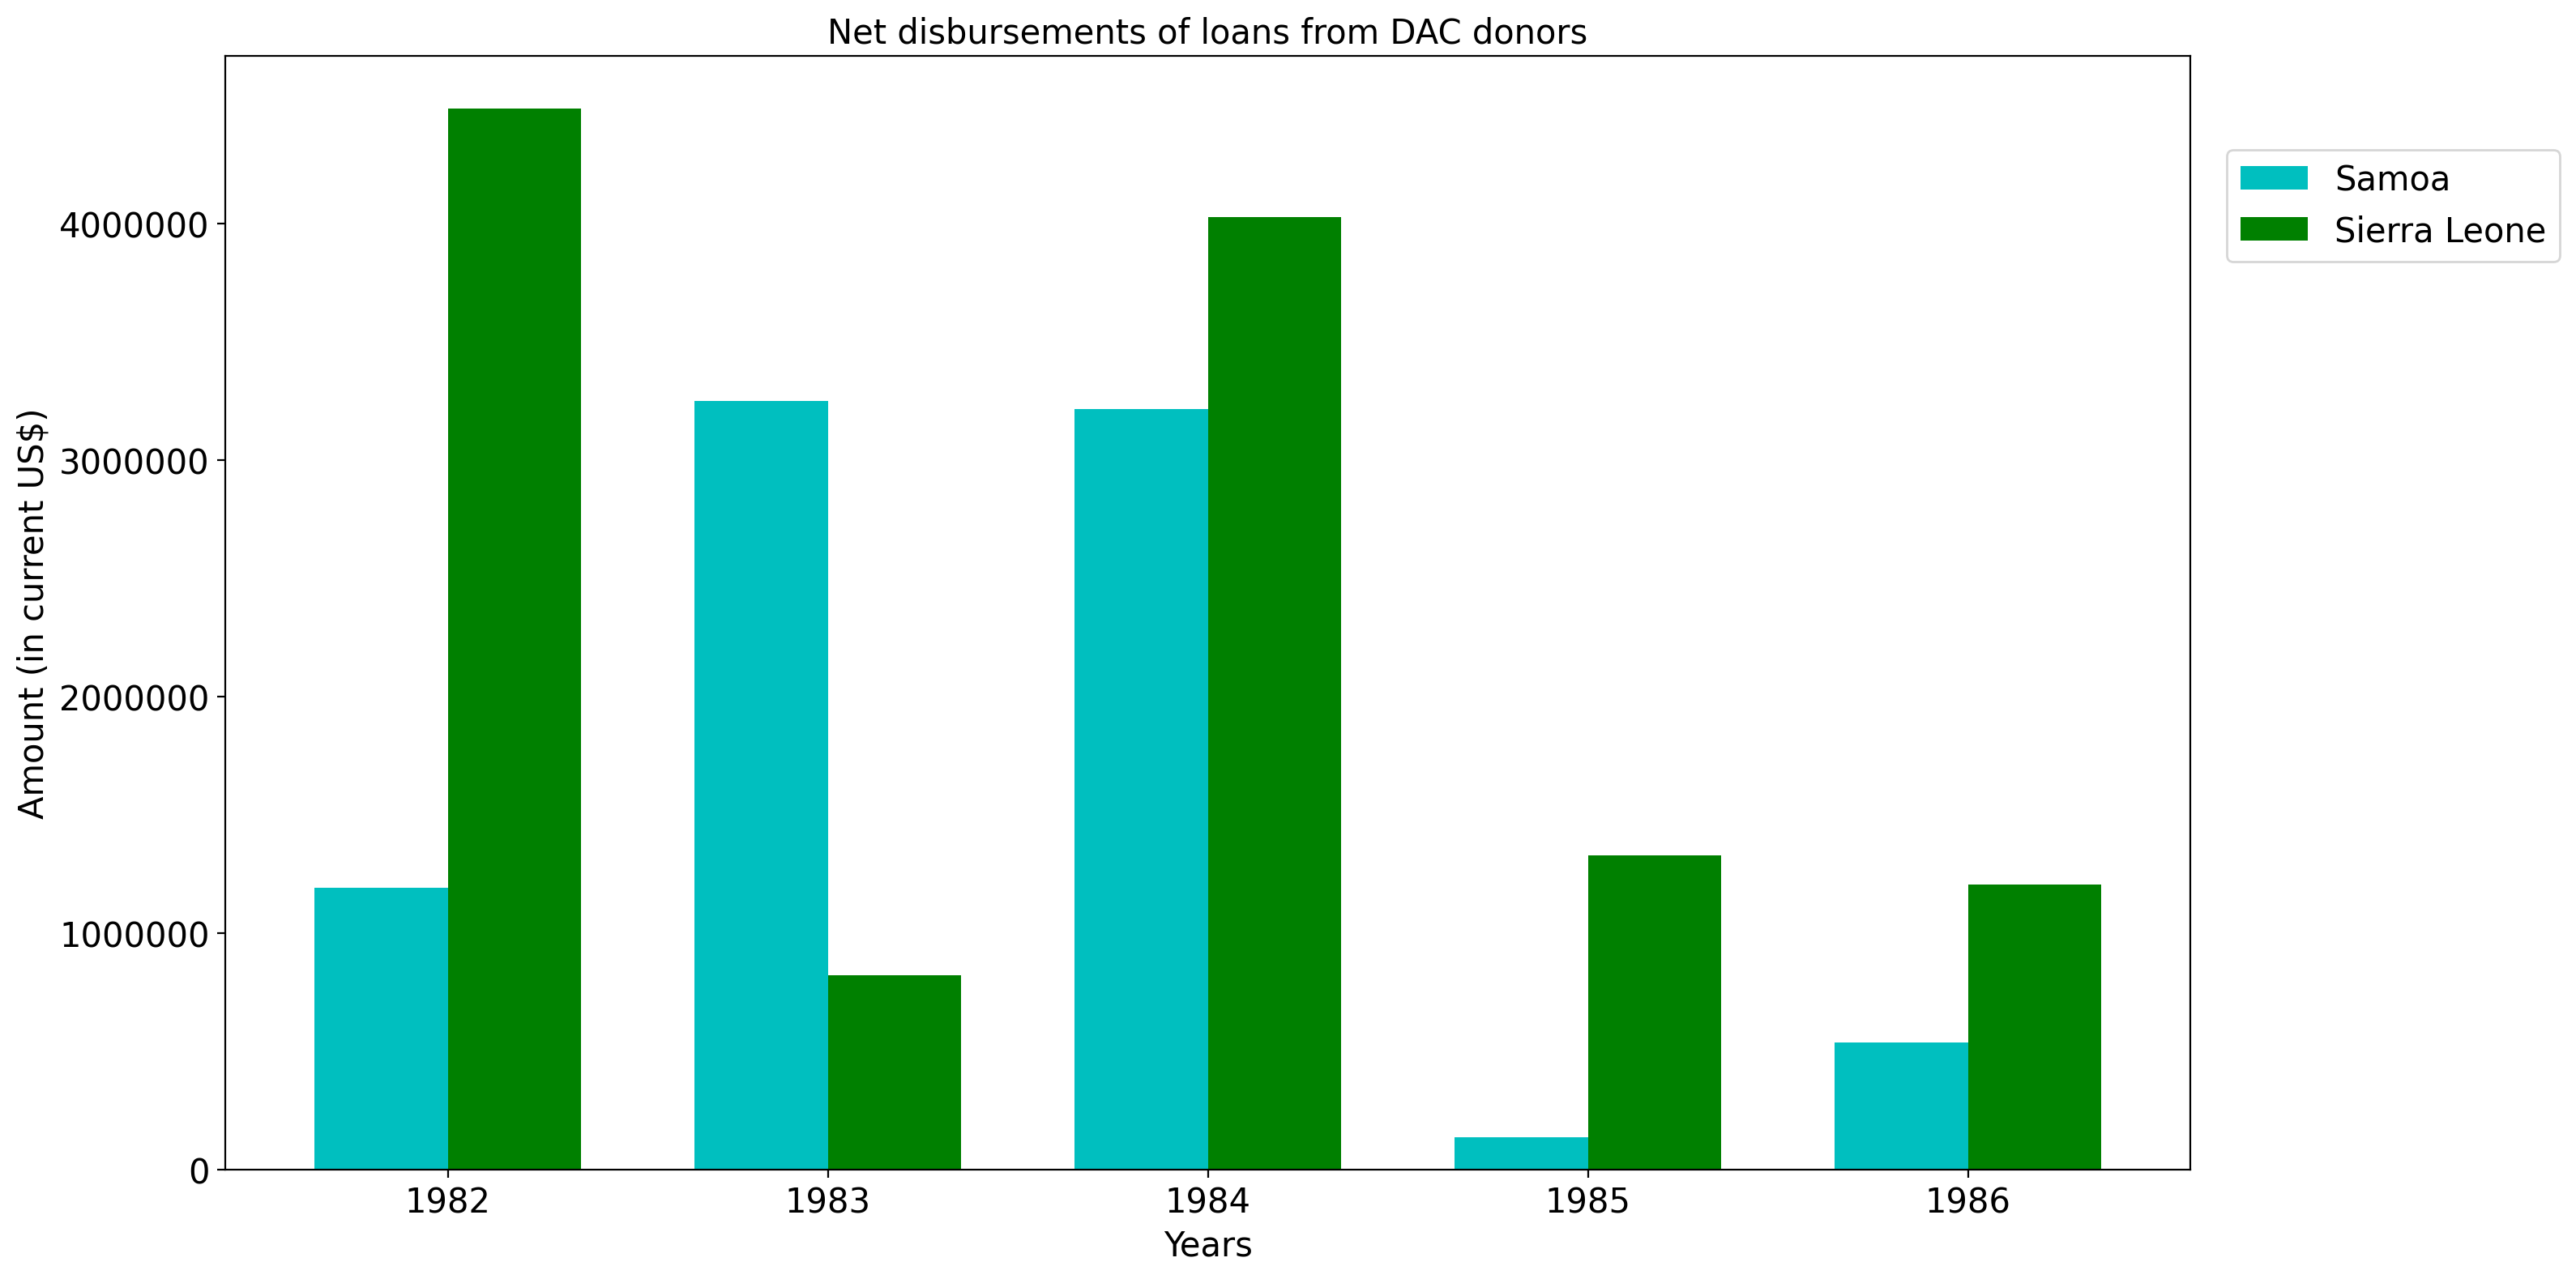 Net disbursements of loans from DAC donors
Samoa
Sierra Leone
Amount (in current US$)
4000000
3000000
2000000
1000000
0
1982 1983 1984 1985 1986
Years